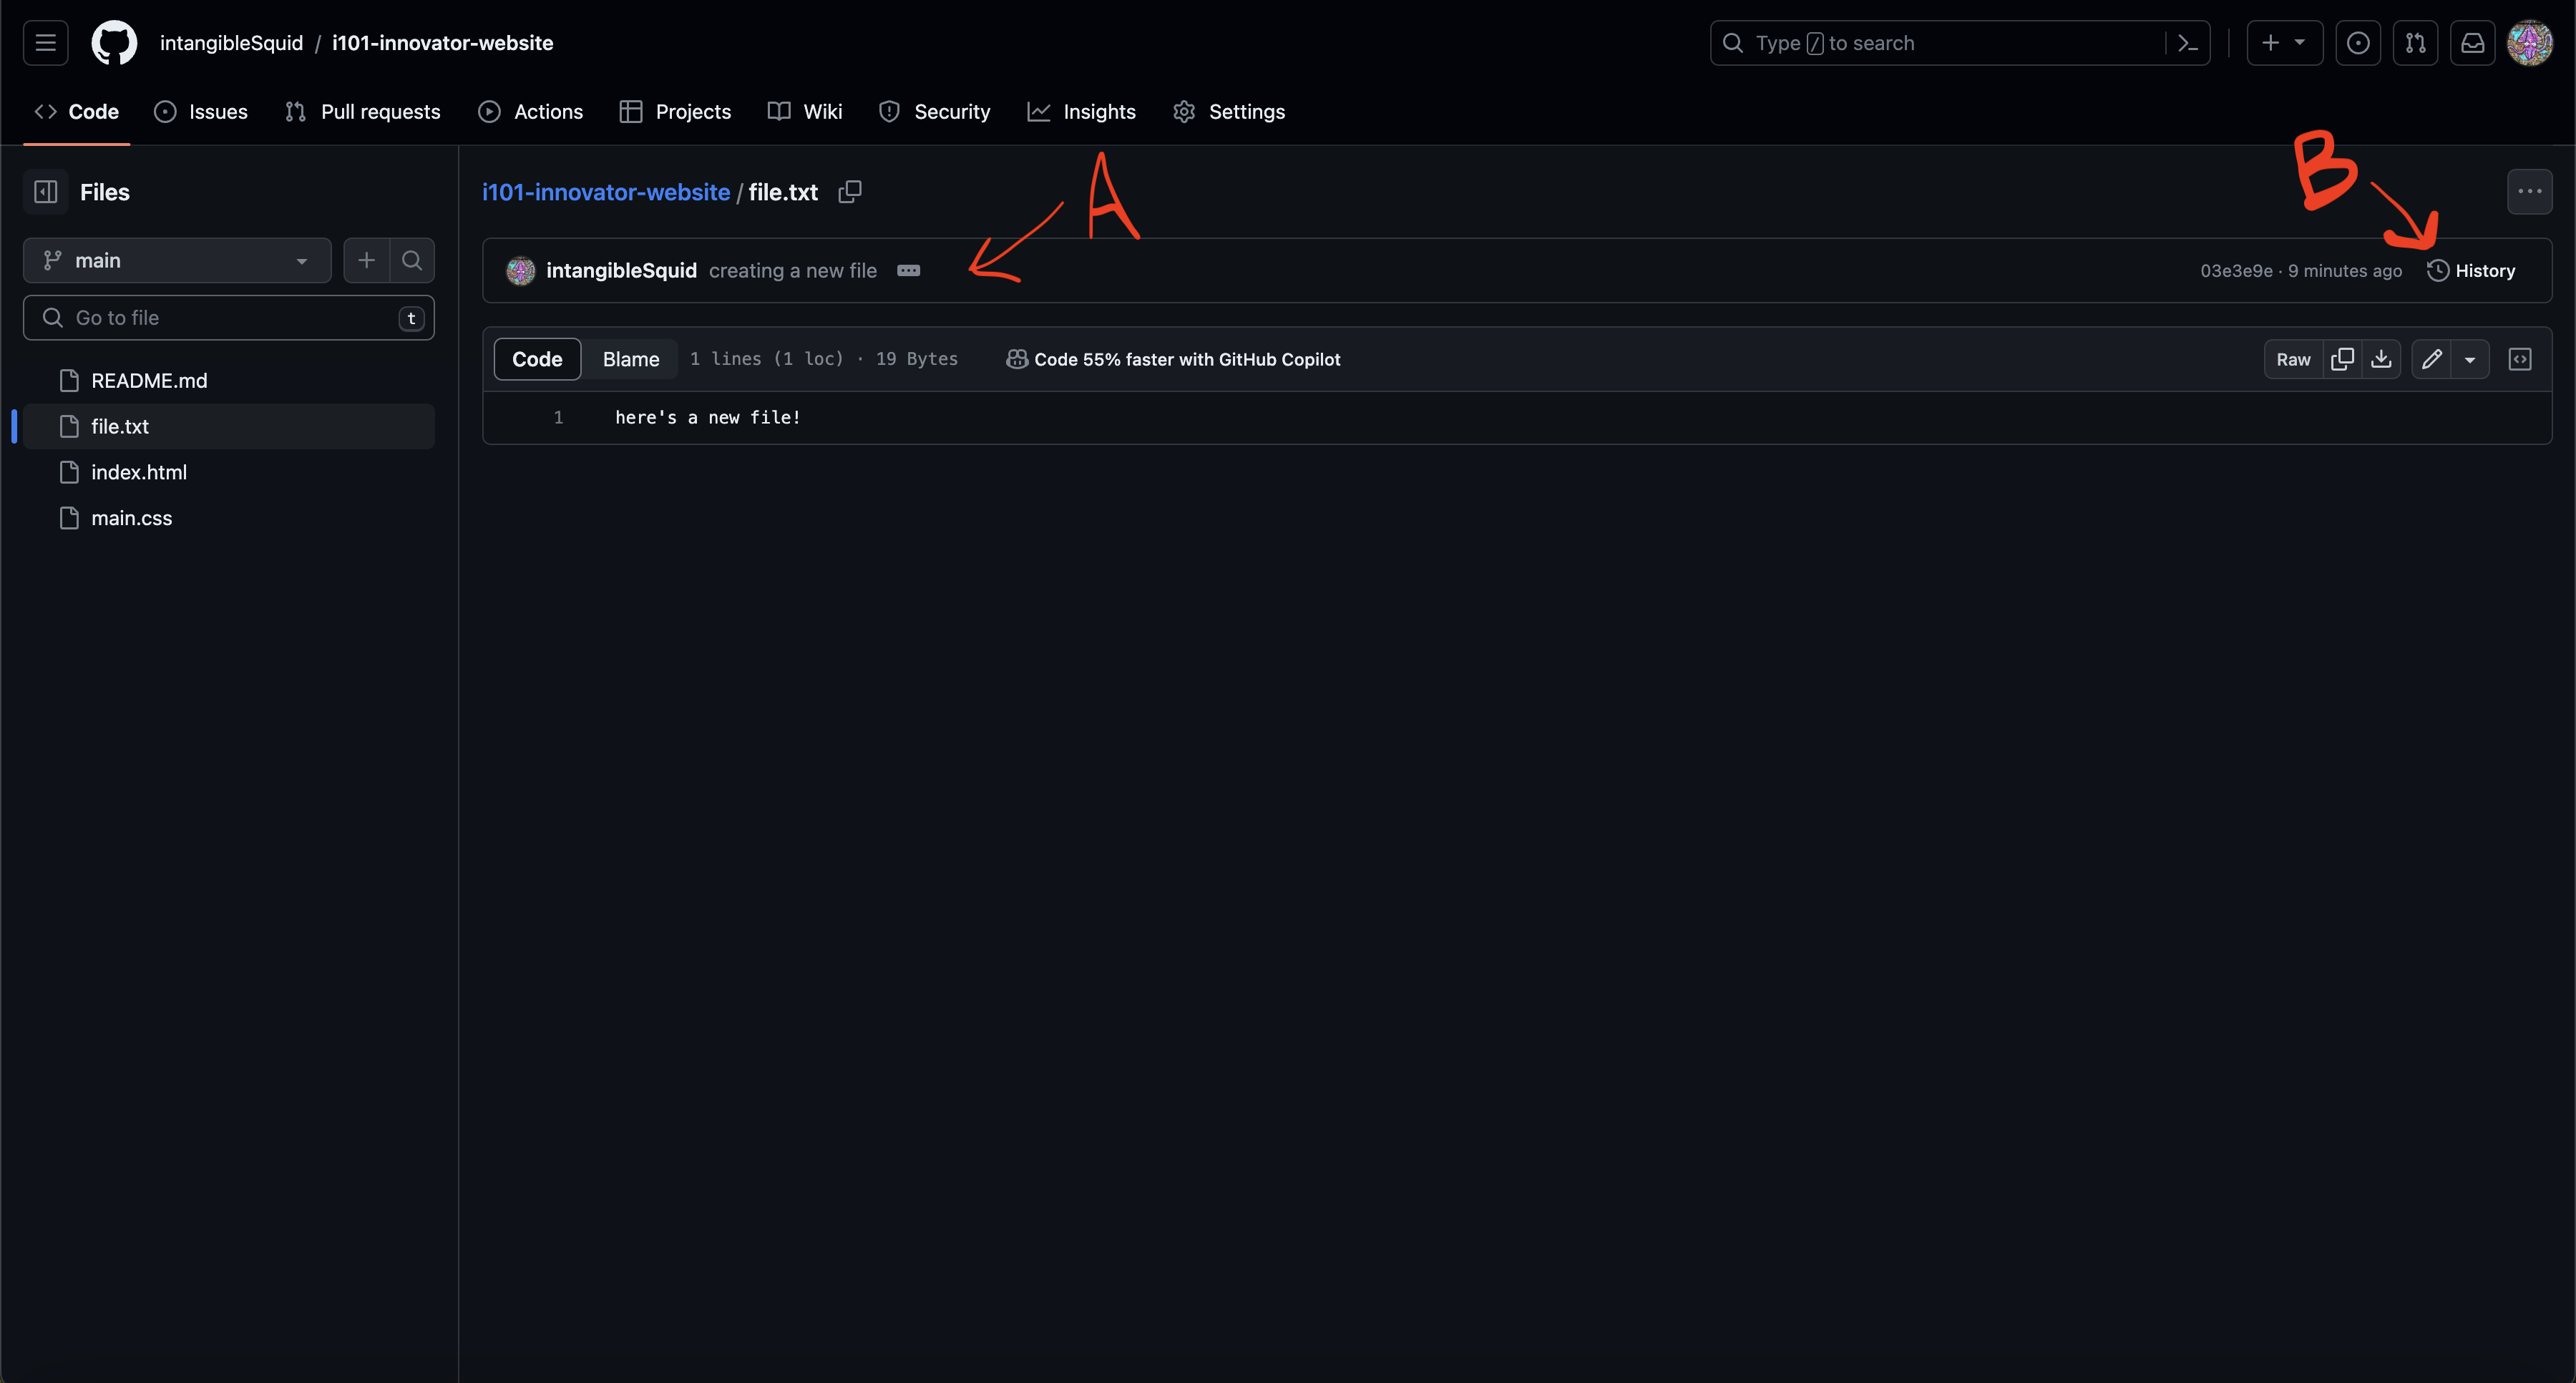 intangibleSquid / i101-innovator-website
Type / to search
Code Issues Pull requests Actions Projects Wiki Security Insights Settings
A
B
Files
main
Go to file t
README.md
file.txt
index.html
main.css
i101-innovator-website / file.txt
intangibleSquid creating a new file
03e3e9e · 9 minutes ago History
Code Blame 1 lines (1 loc) · 19 Bytes Code 55% faster with GitHub Copilot Raw
1 here's a new file!